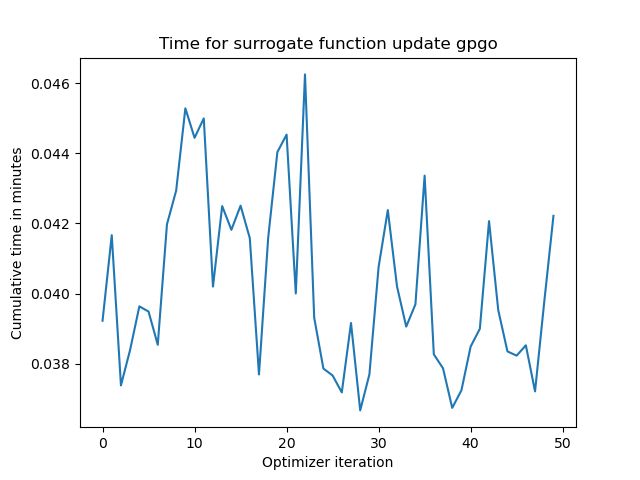 Time for surrogate function update gpgo
Cumulative time in minutes
0.046
0.044
0.042
0.040
0.038
0 10 20 30 40 50
Optimizer iteration